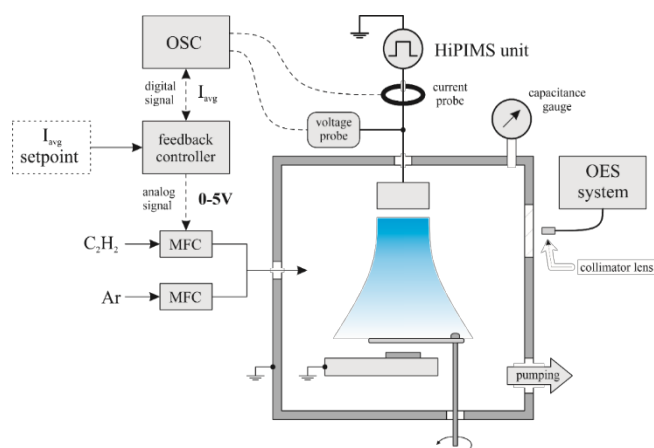 OSC
HiPIMS unit
digital
signal
I_avg
current
probe
capacitance
gauge
voltage
probe
I_avg
setpoint
feedback
controller
OES
system
analog
signal
0-5V
C₂H₂
MFC
collimator lens
Ar
MFC
pumping